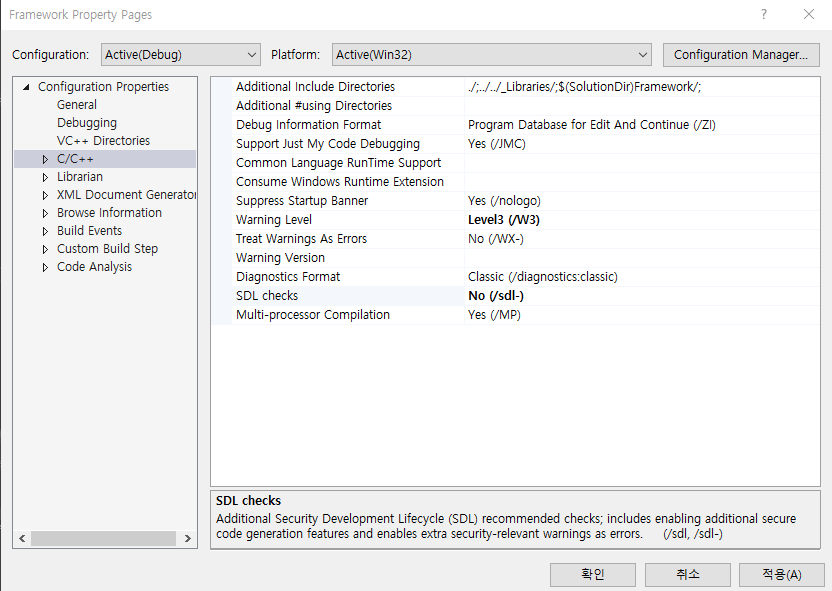 Framework Property Pages
Configuration: Active(Debug) Platform: Active(Win32) Configuration Manager...
Configuration Properties
General
Debugging
VC++ Directories
C/C++
Librarian
XML Document Generator
Browse Information
Build Events
Custom Build Step
Code Analysis
Additional Include Directories ./;../../_Libraries/;$(SolutionDir)Framework/;
Additional #using Directories
Debug Information Format Program Database for Edit And Continue (/ZI)
Support Just My Code Debugging Yes (/JMC)
Common Language RunTime Support
Consume Windows Runtime Extension
Suppress Startup Banner Yes (/nologo)
Warning Level Level3 (/W3)
Treat Warnings As Errors No (/WX-)
Warning Version
Diagnostics Format Classic (/diagnostics:classic)
SDL checks No (/sdl-)
Multi-processor Compilation Yes (/MP)
SDL checks
Additional Security Development Lifecycle (SDL) recommended checks; includes enabling additional secure
code generation features and enables extra security-relevant warnings as errors. (/sdl, /sdl-)
확인 취소 적용(A)